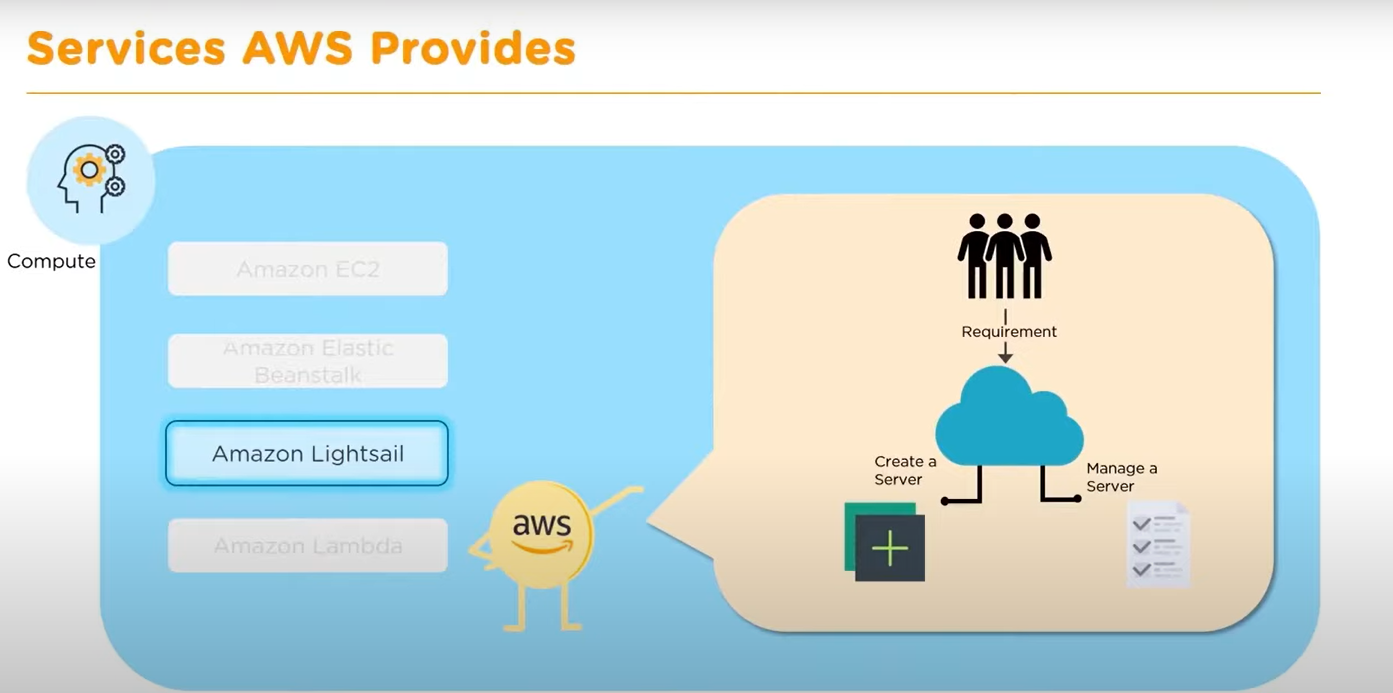 Services AWS Provides
Compute
Amazon EC2
Amazon Elastic
Beanstalk
Amazon Lightsail
Amazon Lambda
aws
Requirement
Create a
Server
Manage a
Server